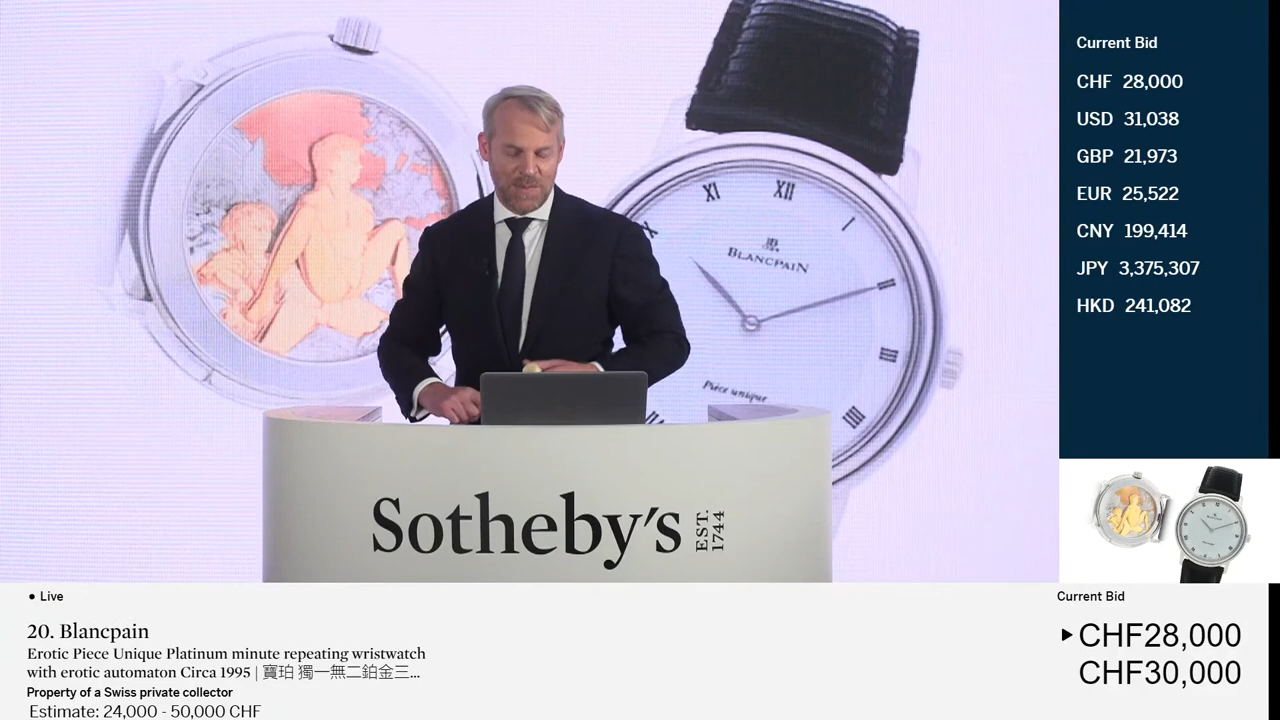 XI
XII
X
I
BLANCPAIN
Pièce unique
Sotheby's
EST.
1744
Current Bid
CHF 28,000
USD 31,038
GBP 21,973
EUR 25,522
CNY 199,414
JPY 3,375,307
HKD 241,082
• Live
20. Blancpain
Erotic Piece Unique Platinum minute repeating wristwatch
with erotic automaton Circa 1995 | 寶珀 獨一無二鉑金三...
Property of a Swiss private collector
Estimate: 24,000 - 50,000 CHF
Current Bid
CHF28,000
CHF30,000